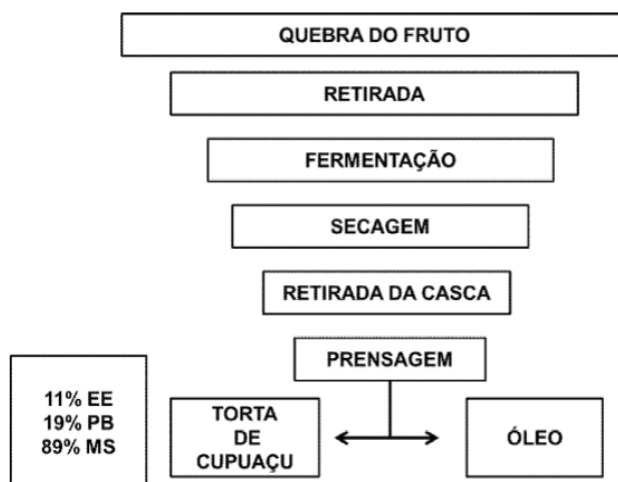 QUEBRA DO FRUTO
RETIRADA
FERMENTAÇÃO
SECAGEM
RETIRADA DA CASCA
PRENSAGEM
11% EE
19% PB
89% MS
TORTA
DE
CUPUAÇU
ÓLEO